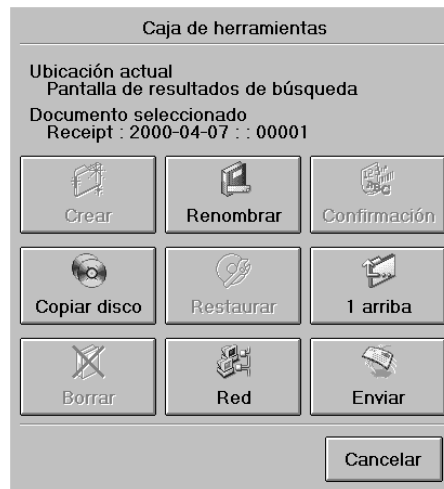 Caja de herramientas
Ubicación actual
Pantalla de resultados de búsqueda
Documento seleccionado
Receipt : 2000-04-07 : : 00001
Crear
Renombrar
Confirmación
Copiar disco
Restaurar
1 arriba
Borrar
Red
Enviar
Cancelar